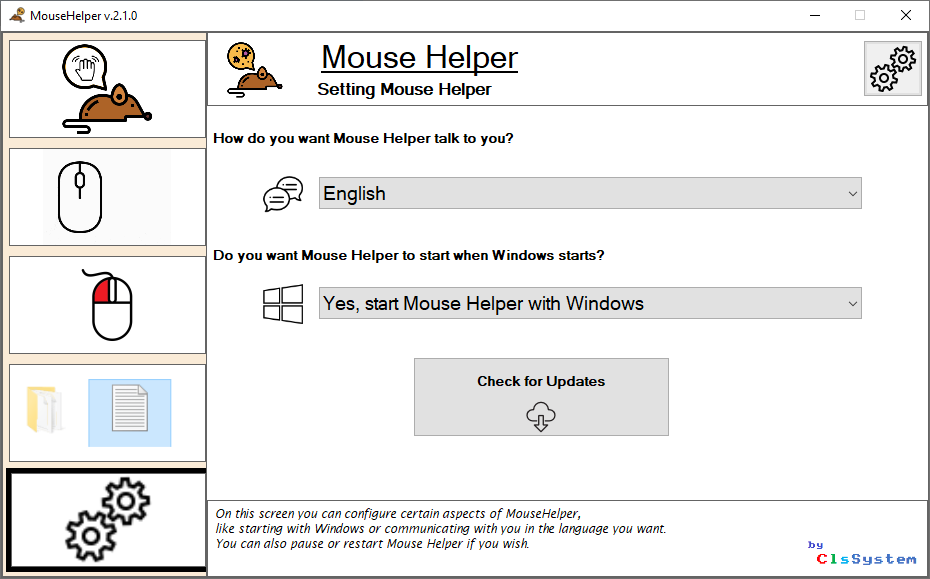 MouseHelper v.2.1.0
Mouse Helper
Setting Mouse Helper
How do you want Mouse Helper talk to you?
English
Do you want Mouse Helper to start when Windows starts?
Yes, start Mouse Helper with Windows
Check for Updates
On this screen you can configure certain aspects of MouseHelper,
like starting with Windows or communicating with you in the language you want.
You can also pause or restart Mouse Helper if you wish.
by
ClsSystem